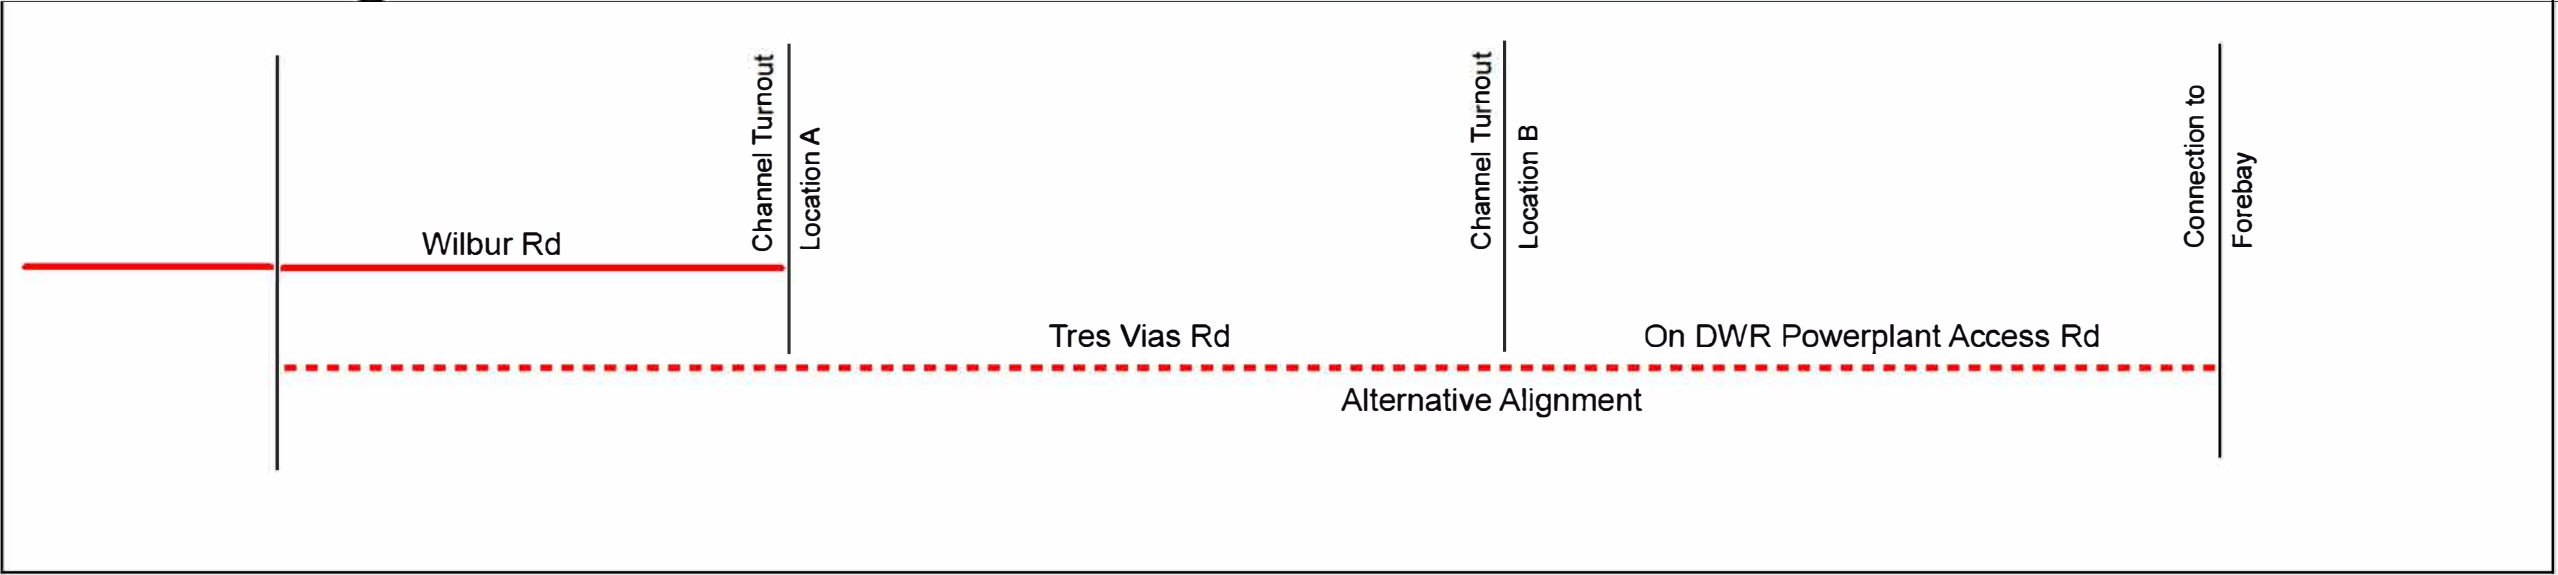 Channel Turnout
Location A
Channel Turnout
Location B
Connection to
Forebay
Wilbur Rd
Tres Vias Rd
On DWR Powerplant Access Rd
Alternative Alignment